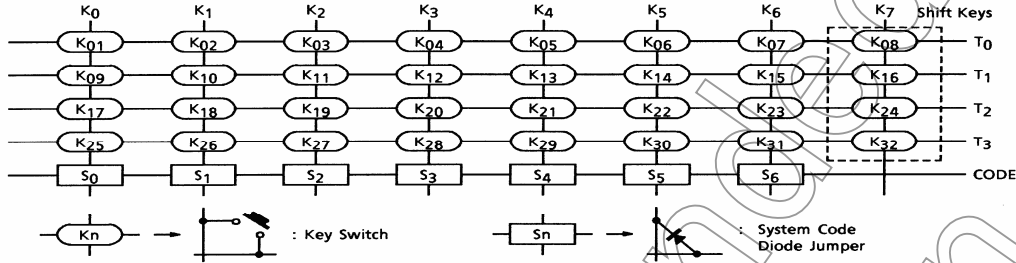 K0 K1 K2 K3 K4 K5 K6 K7 Shift Keys
K01 K02 K03 K04 K05 K06 K07 K08 T0
K09 K10 K11 K12 K13 K14 K15 K16 T1
K17 K18 K19 K20 K21 K22 K23 K24 T2
K25 K26 K27 K28 K29 K30 K31 K32 T3
S0 S1 S2 S3 S4 S5 S6 CODE
Kn : Key Switch Sn : System Code
Diode Jumper